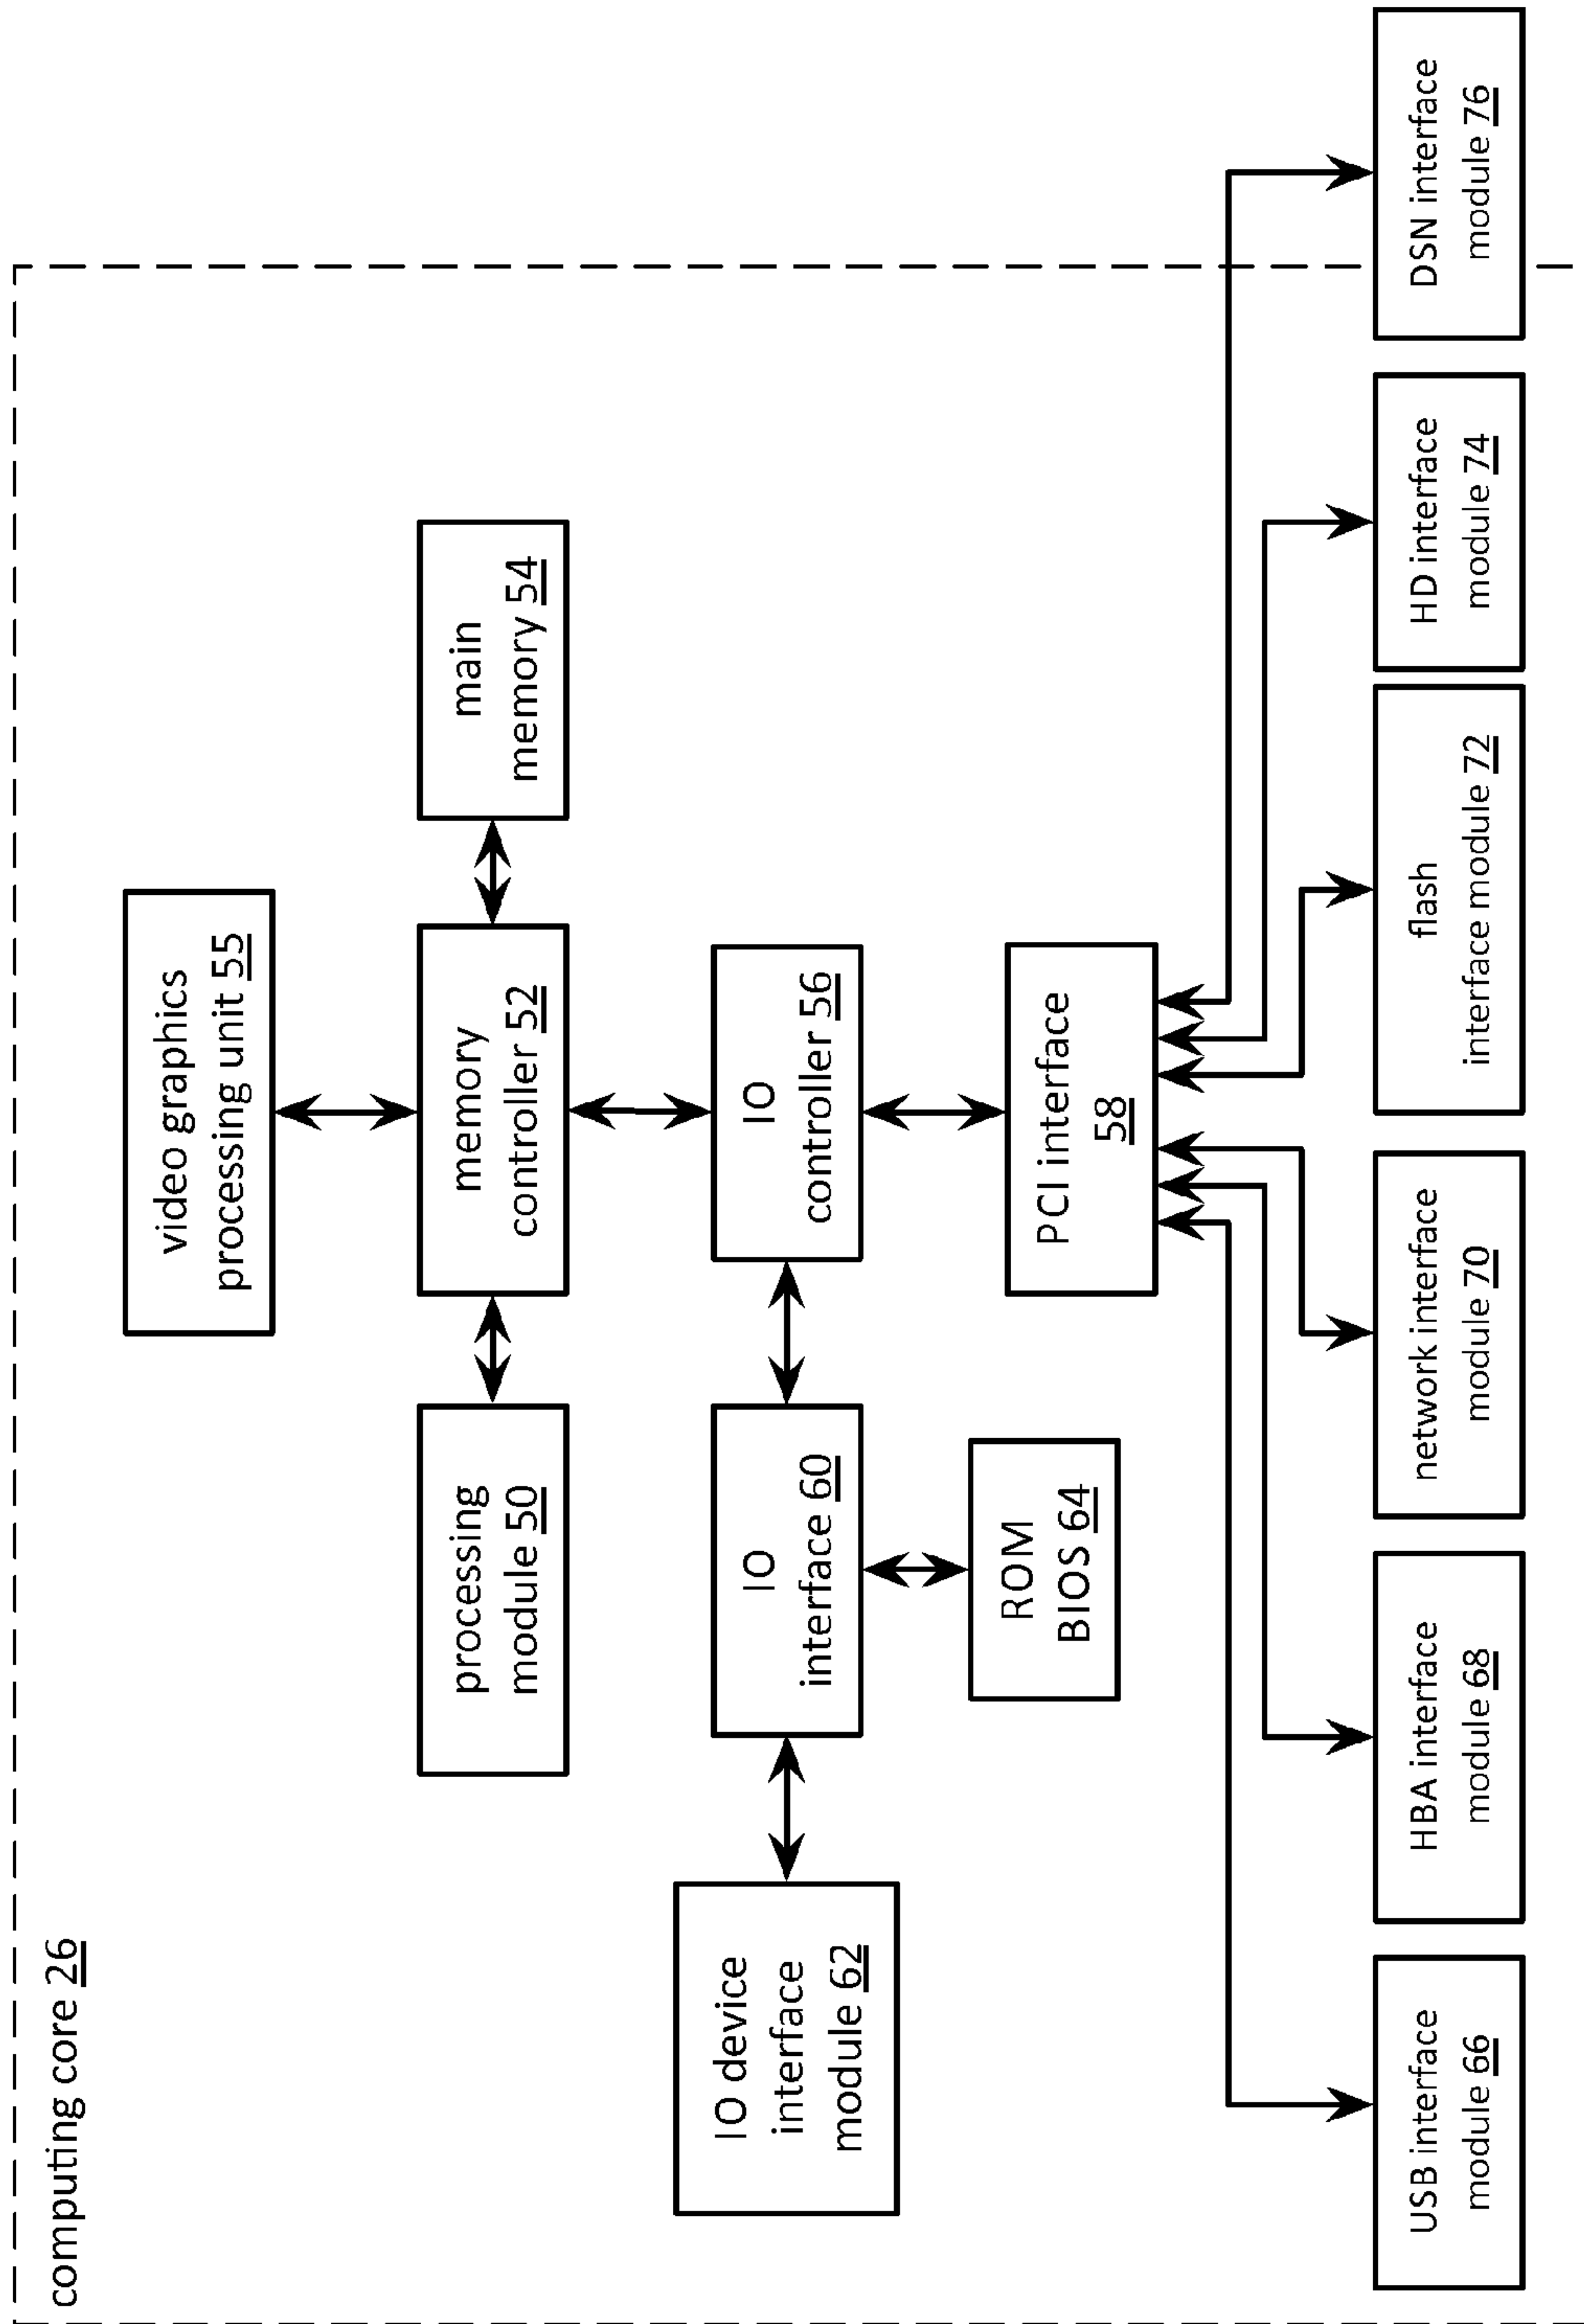 computing core 26
video graphics
processing unit 55
processing
module 50
memory
controller 52
main
memory 54
IO device
interface
module 62
IO
interface 60
IO
controller 56
ROM
BIOS 64
PCI interface
58
USB interface
module 66
HBA interface
module 68
network interface
module 70
flash
interface module 72
HD interface
module 74
DSN interface
module 76